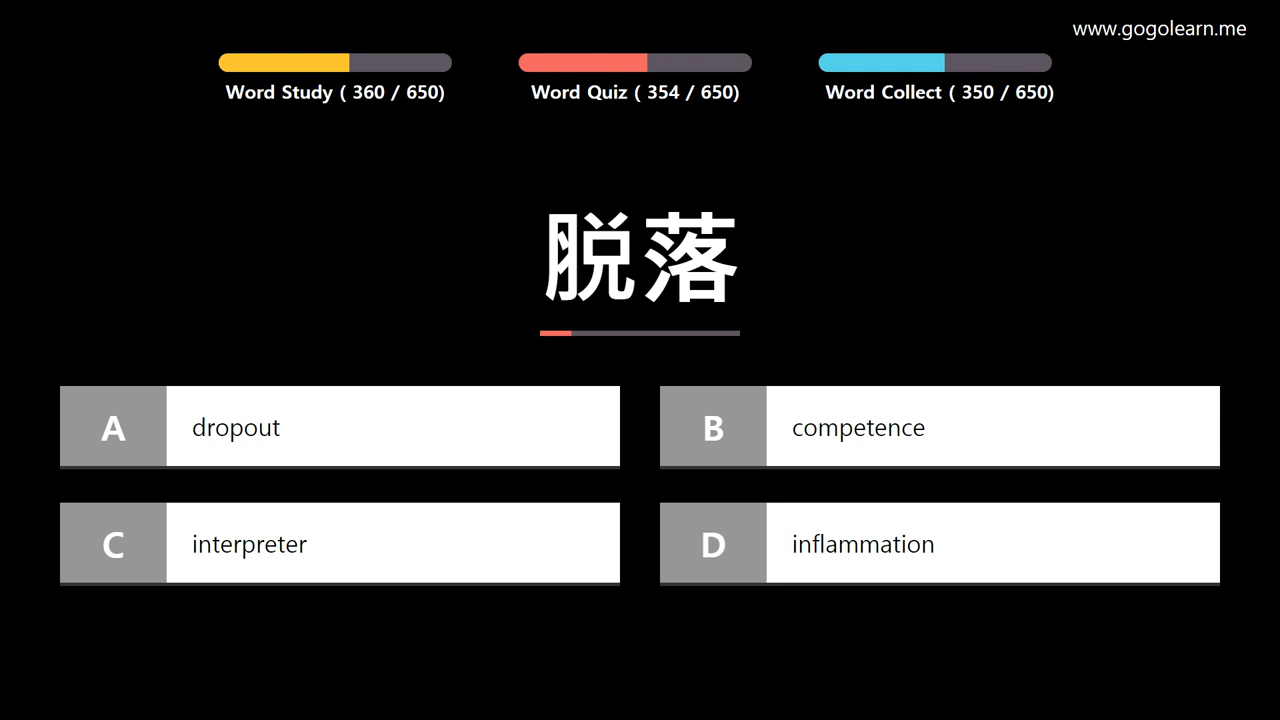 www.gogolearn.me
Word Study ( 360 / 650)
Word Quiz ( 354 / 650)
Word Collect ( 350 / 650)
脱落
A dropout
B competence
C interpreter
D inflammation